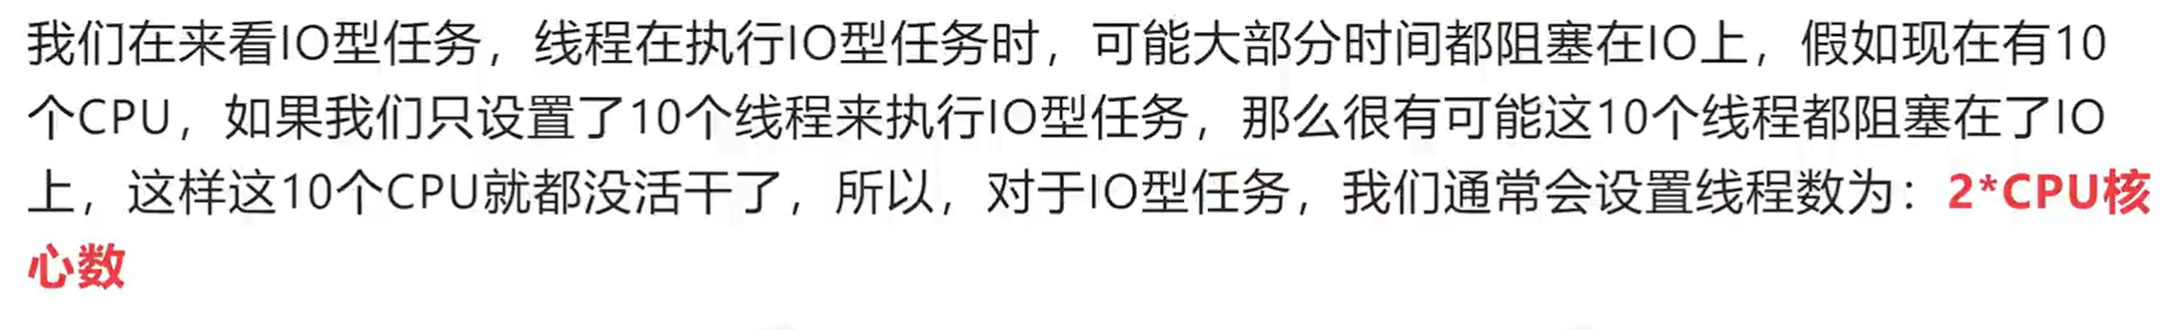 我们在来看IO型任务，线程在执行IO型任务时，可能大部分时间都阻塞在IO上，假如现在有10
个CPU，如果我们只设置了10个线程来执行IO型任务，那么很有可能这10个线程都阻塞在了IO
上，这样这10个CPU就都没活干了，所以，对于IO型任务，我们通常会设置线程数为：2*CPU核
心数